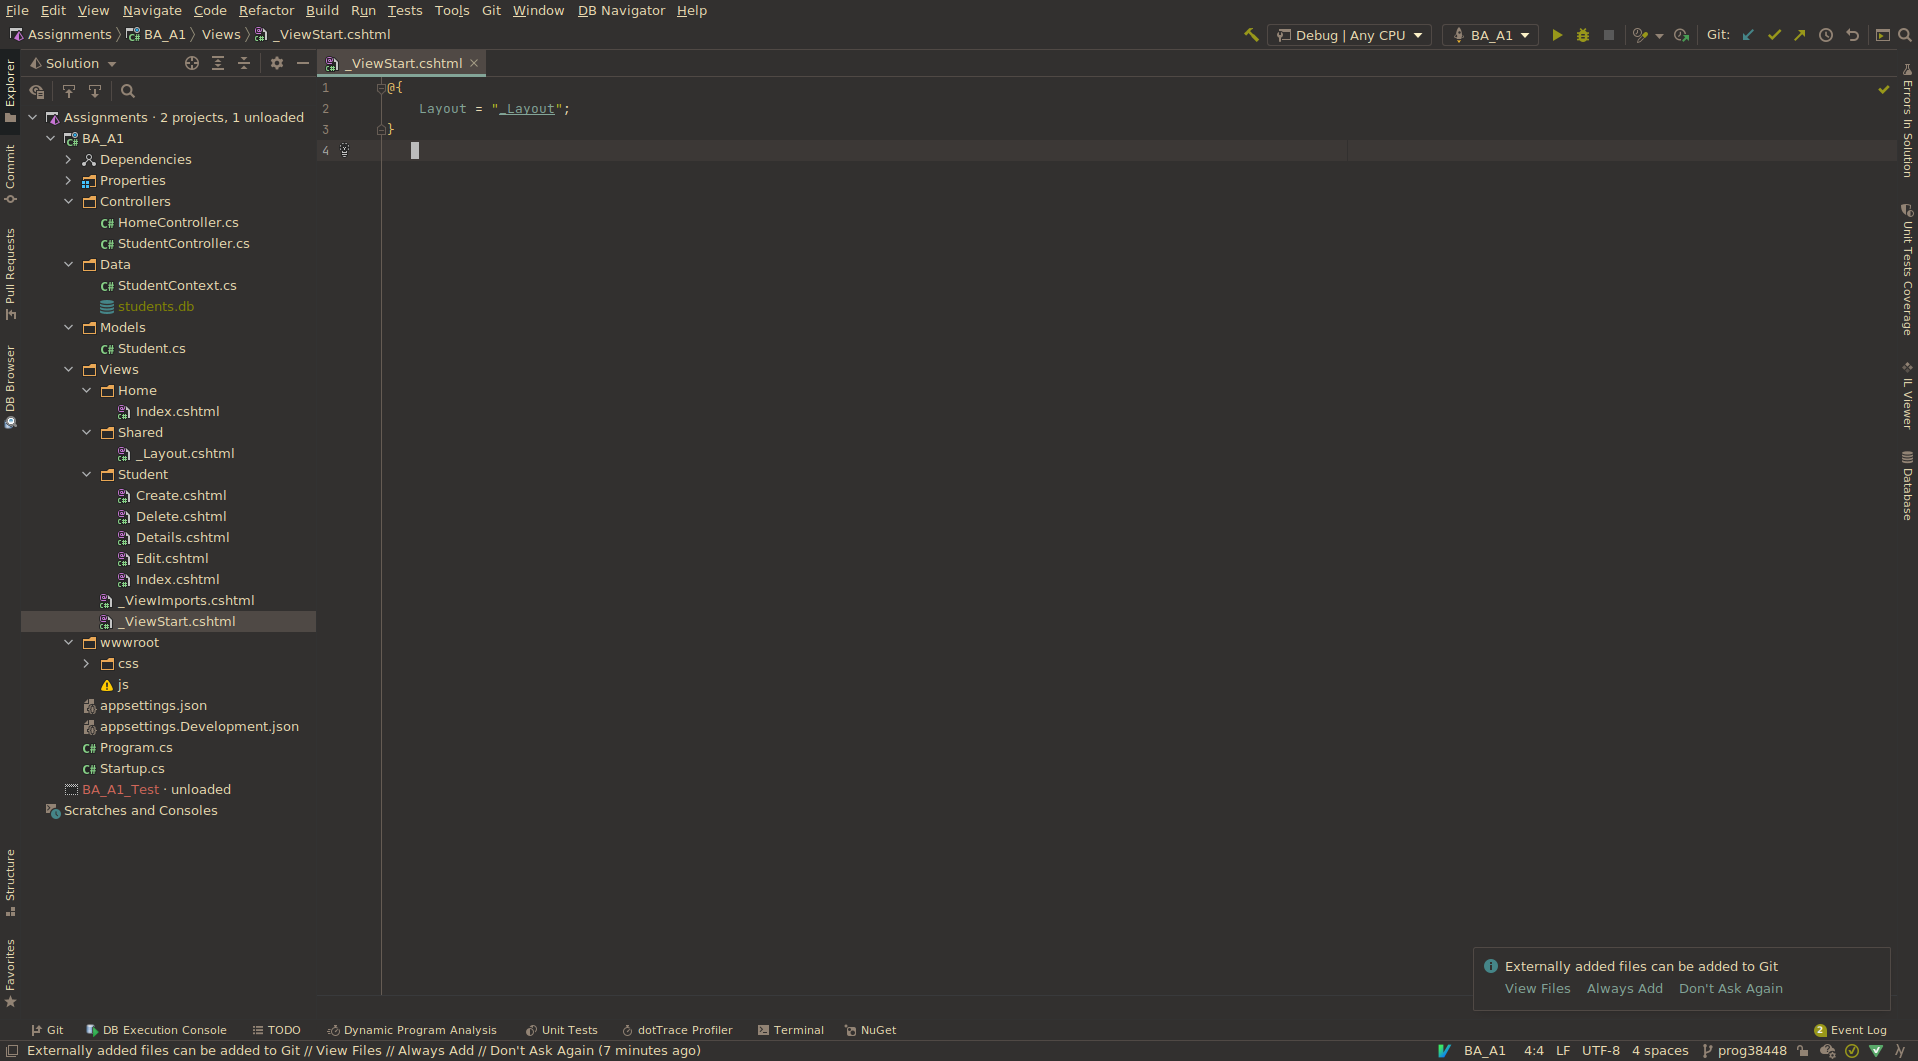 File Edit View Navigate Code Refactor Build Run Tests Tools Git Window DB Navigator Help
Assignments BA_A1 Views _ViewStart.cshtml
Debug | Any CPU BA_A1 Git:
Solution
_ViewStart.cshtml
Assignments · 2 projects, 1 unloaded
BA_A1
Dependencies
Properties
Controllers
C# HomeController.cs
C# StudentController.cs
Data
C# StudentContext.cs
students.db
Models
C# Student.cs
Views
Home
Index.cshtml
Shared
_Layout.cshtml
Student
Create.cshtml
Delete.cshtml
Details.cshtml
Edit.cshtml
Index.cshtml
_ViewImports.cshtml
_ViewStart.cshtml
wwwroot
css
js
appsettings.json
appsettings.Development.json
C# Program.cs
C# Startup.cs
BA_A1_Test · unloaded
Scratches and Consoles
1 @{
2 Layout = "_Layout";
3 }
4
Explorer
Commit
Pull Requests
DB Browser
Structure
Favorites
Errors In Solution
Unit Tests Coverage
IL Viewer
Database
Externally added files can be added to Git
View Files Always Add Don't Ask Again
Git DB Execution Console TODO Dynamic Program Analysis Unit Tests dotTrace Profiler Terminal NuGet 2 Event Log
Externally added files can be added to Git // View Files // Always Add // Don't Ask Again (7 minutes ago) BA_A1 4:4 LF UTF-8 4 spaces prog38448